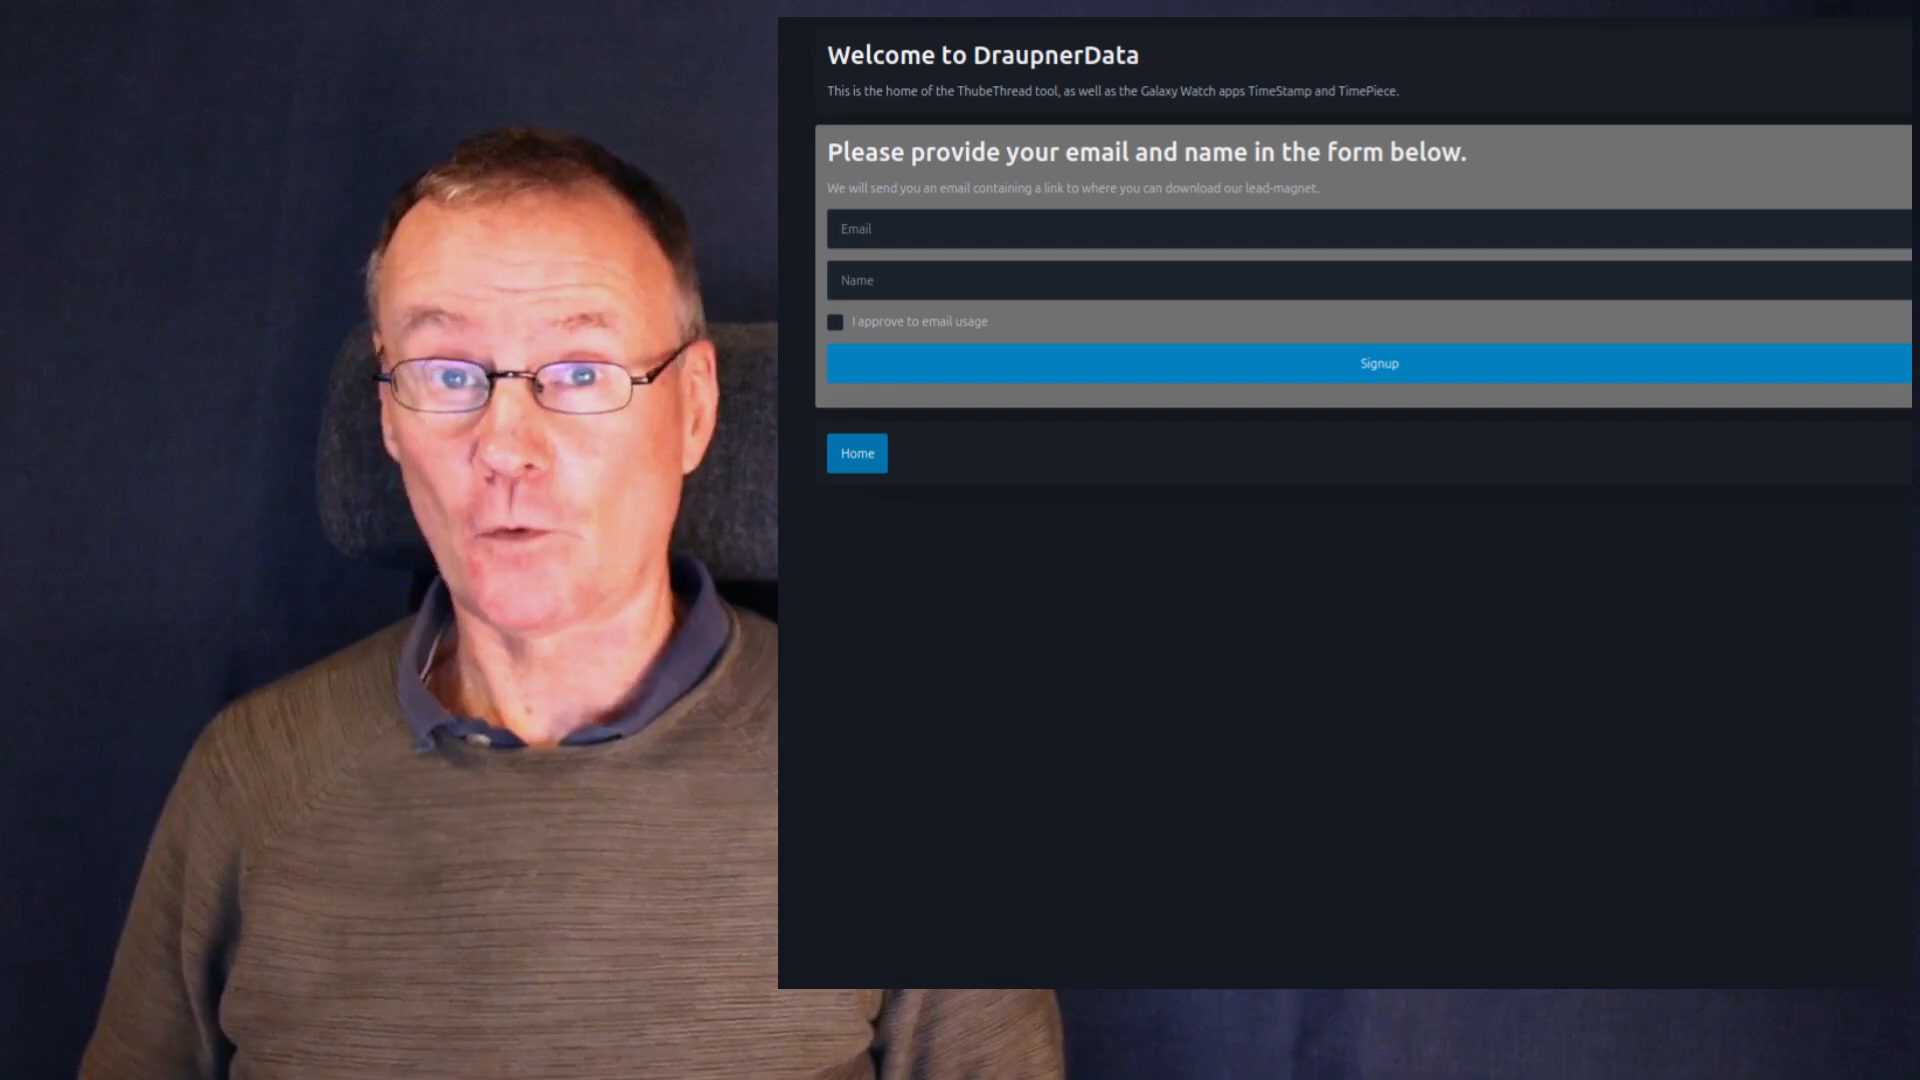 Welcome to DraupnerData
This is the home of the ThubeThread tool, as well as the Galaxy Watch apps TimeStamp and TimePiece.
Please provide your email and name in the form below.
We will send you an email containing a link to where you can download our lead-magnet.
Email
Name
I approve to email usage
Signup
Home